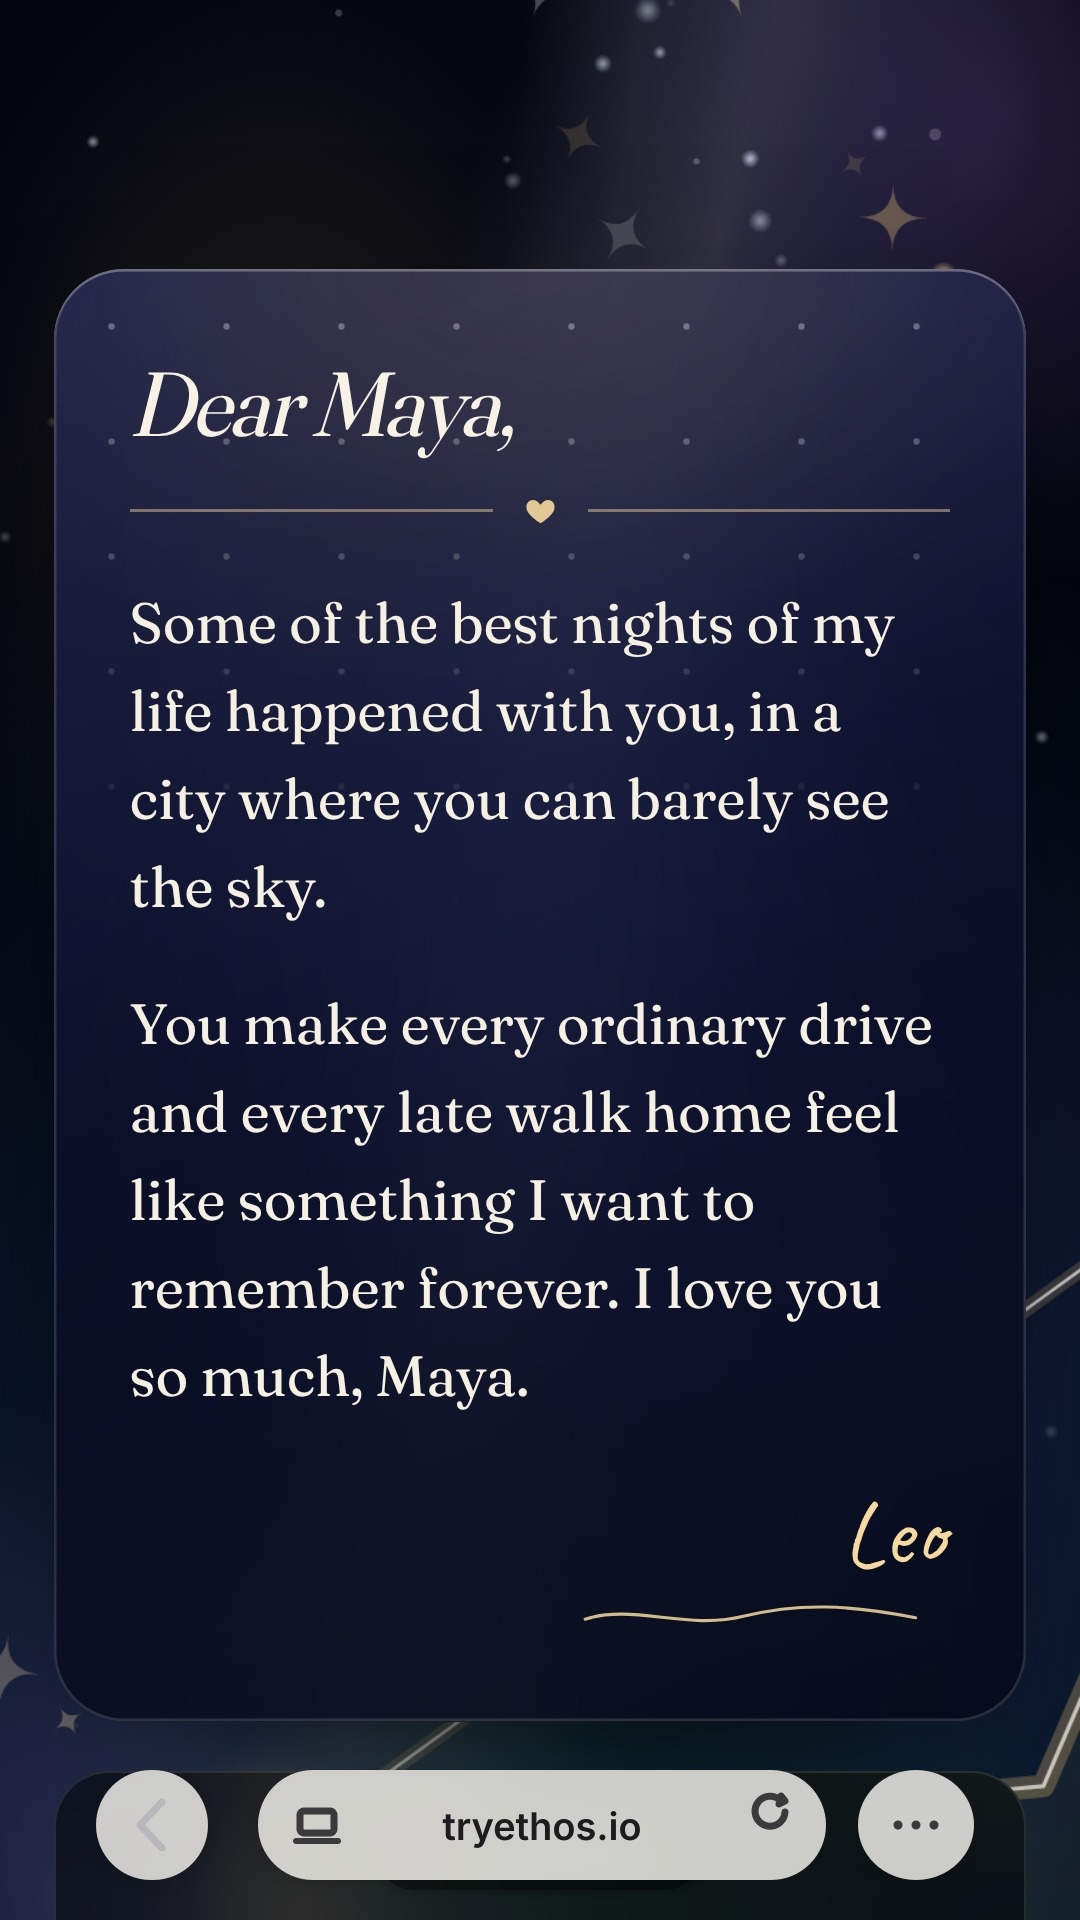 Dear Maya,
Some of the best nights of my
life happened with you, in a
city where you can barely see
the sky.
You make every ordinary drive
and every late walk home feel
like something I want to
remember forever. I love you
so much, Maya.
Leo
tryethos.io